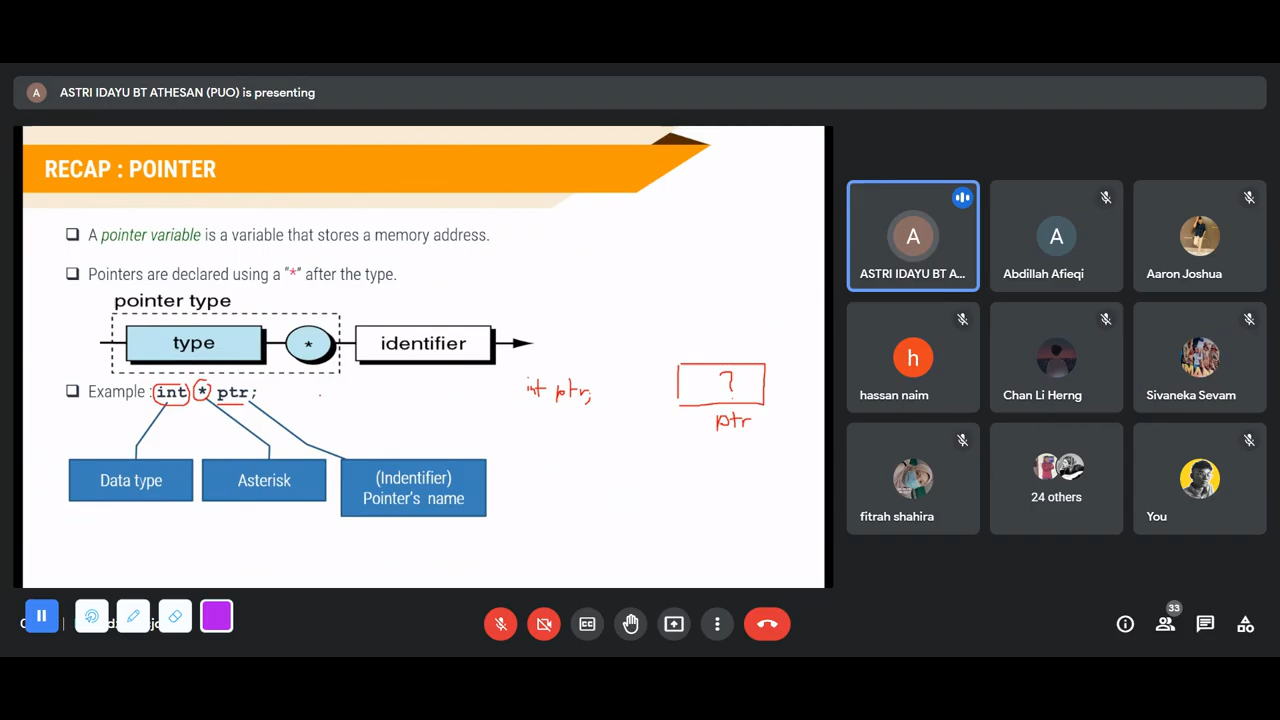 ASTRI IDAYU BT ATHESAN (PUO) is presenting
RECAP : POINTER
A pointer variable is a variable that stores a memory address.
Pointers are declared using a "*" after the type.
pointer type
type
*
identifier
Example : int * ptr;
int ptr;
?
ptr
Data type
Asterisk
(Indentifier)
Pointer's name
A
ASTRI IDAYU BT A...
A
Abdillah Afieqi
Aaron Joshua
h
hassan naim
Chan Li Herng
Sivaneka Sevam
fitrah shahira
24 others
You
33